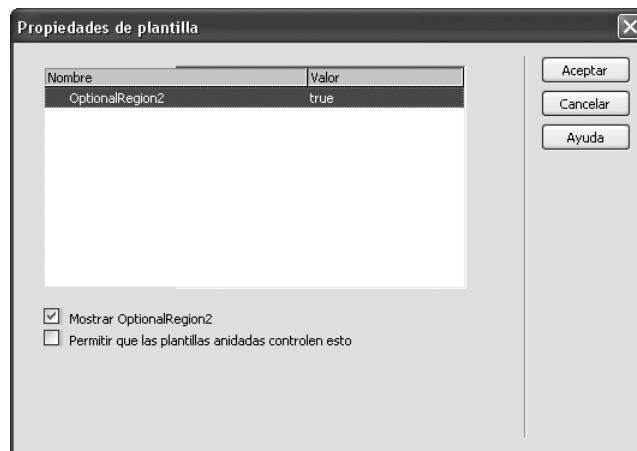 Propiedades de plantilla
Nombre Valor
OptionalRegion2 true
Mostrar OptionalRegion2
Permitir que las plantillas anidadas controlen esto
Aceptar
Cancelar
Ayuda